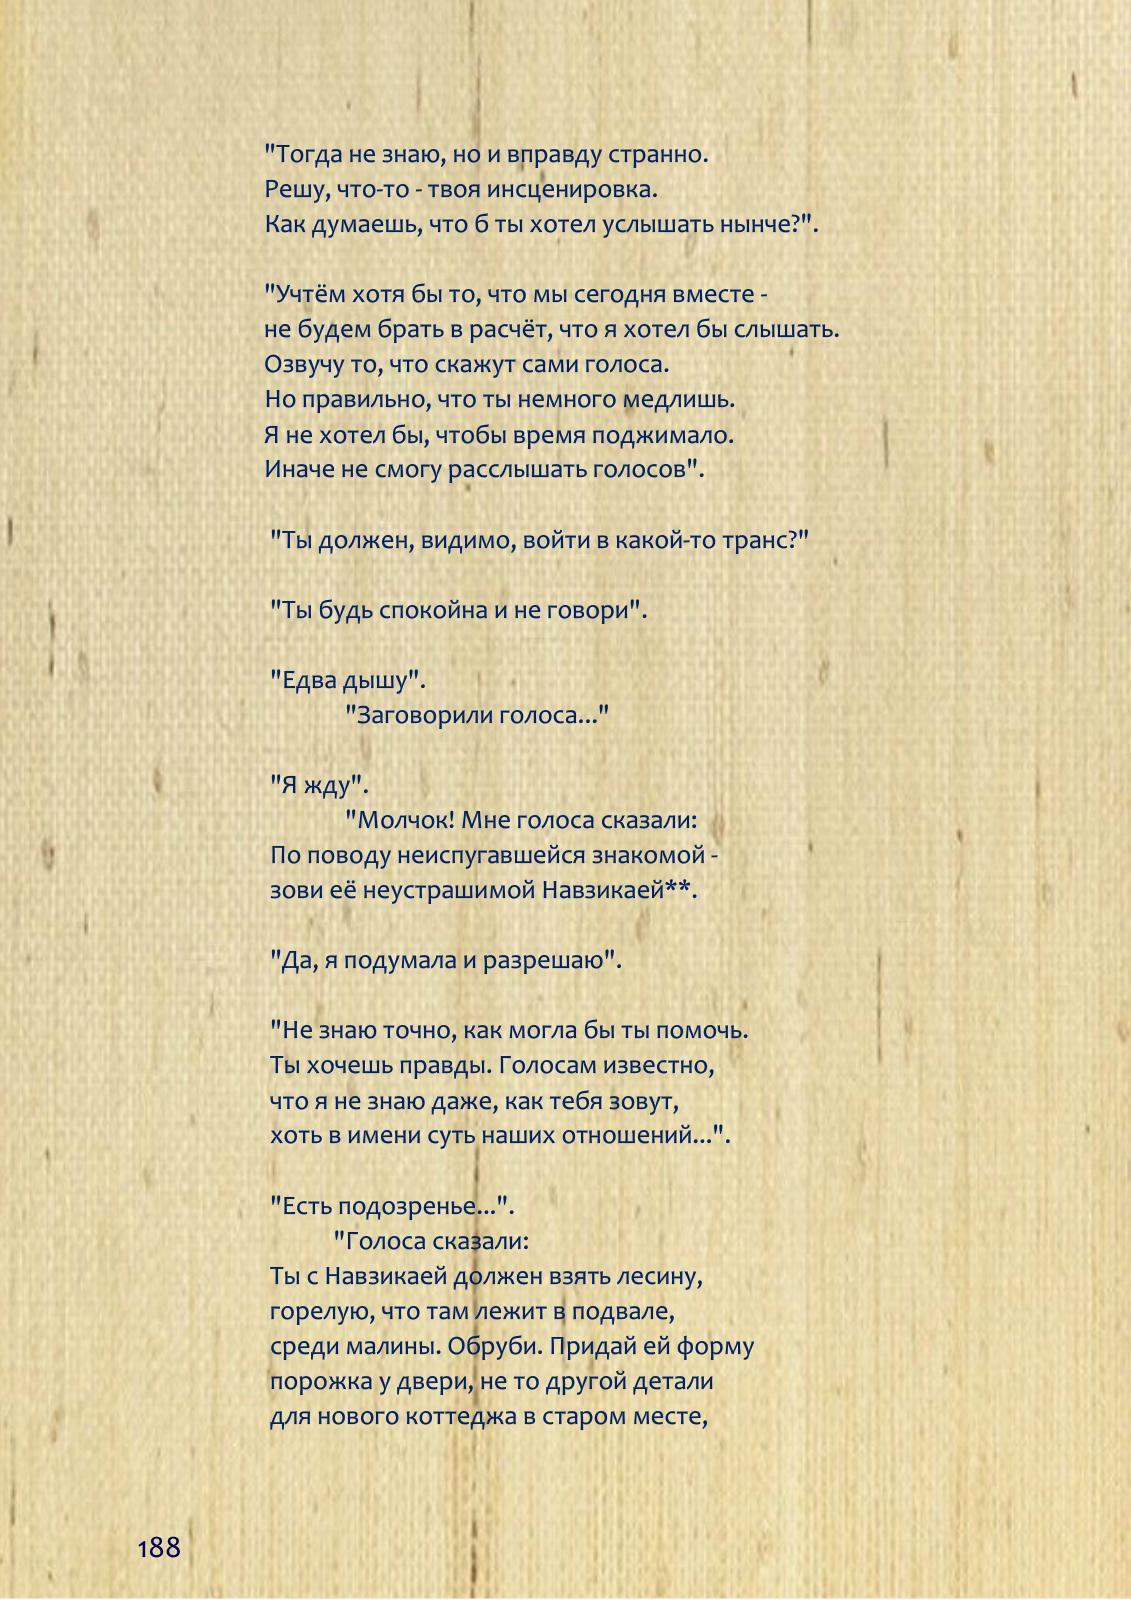 "Тогда не знаю, но и вправду странно.
Решу, что-то - твоя инсценировка.
Как думаешь, что б ты хотел услышать нынче?".
"Учтём хотя бы то, что мы сегодня вместе -
не будем брать в расчёт, что я хотел бы слышать.
Озвучу то, что скажут сами голоса.
Но правильно, что ты немного медлишь.
Я не хотел бы, чтобы время поджимало.
Иначе не смогу расслышать голосов".
"Ты должен, видимо, войти в какой-то транс?"
"Ты будь спокойна и не говори".
"Едва дышу".
"Заговорили голоса..."
"Я жду".
"Молчок! Мне голоса сказали:
По поводу неиспугавшейся знакомой -
зови её неустрашимой Навзикаей**.
"Да, я подумала и разрешаю".
"Не знаю точно, как могла бы ты помочь.
Ты хочешь правды. Голосам известно,
что я не знаю даже, как тебя зовут,
хоть в имени суть наших отношений...".
"Есть подозренье...".
"Голоса сказали:
Ты с Навзикаей должен взять лесину,
горелую, что там лежит в подвале,
среди малины. Обруби. Придай ей форму
порожка у двери, не то другой детали
для нового коттеджа в старом месте,
188